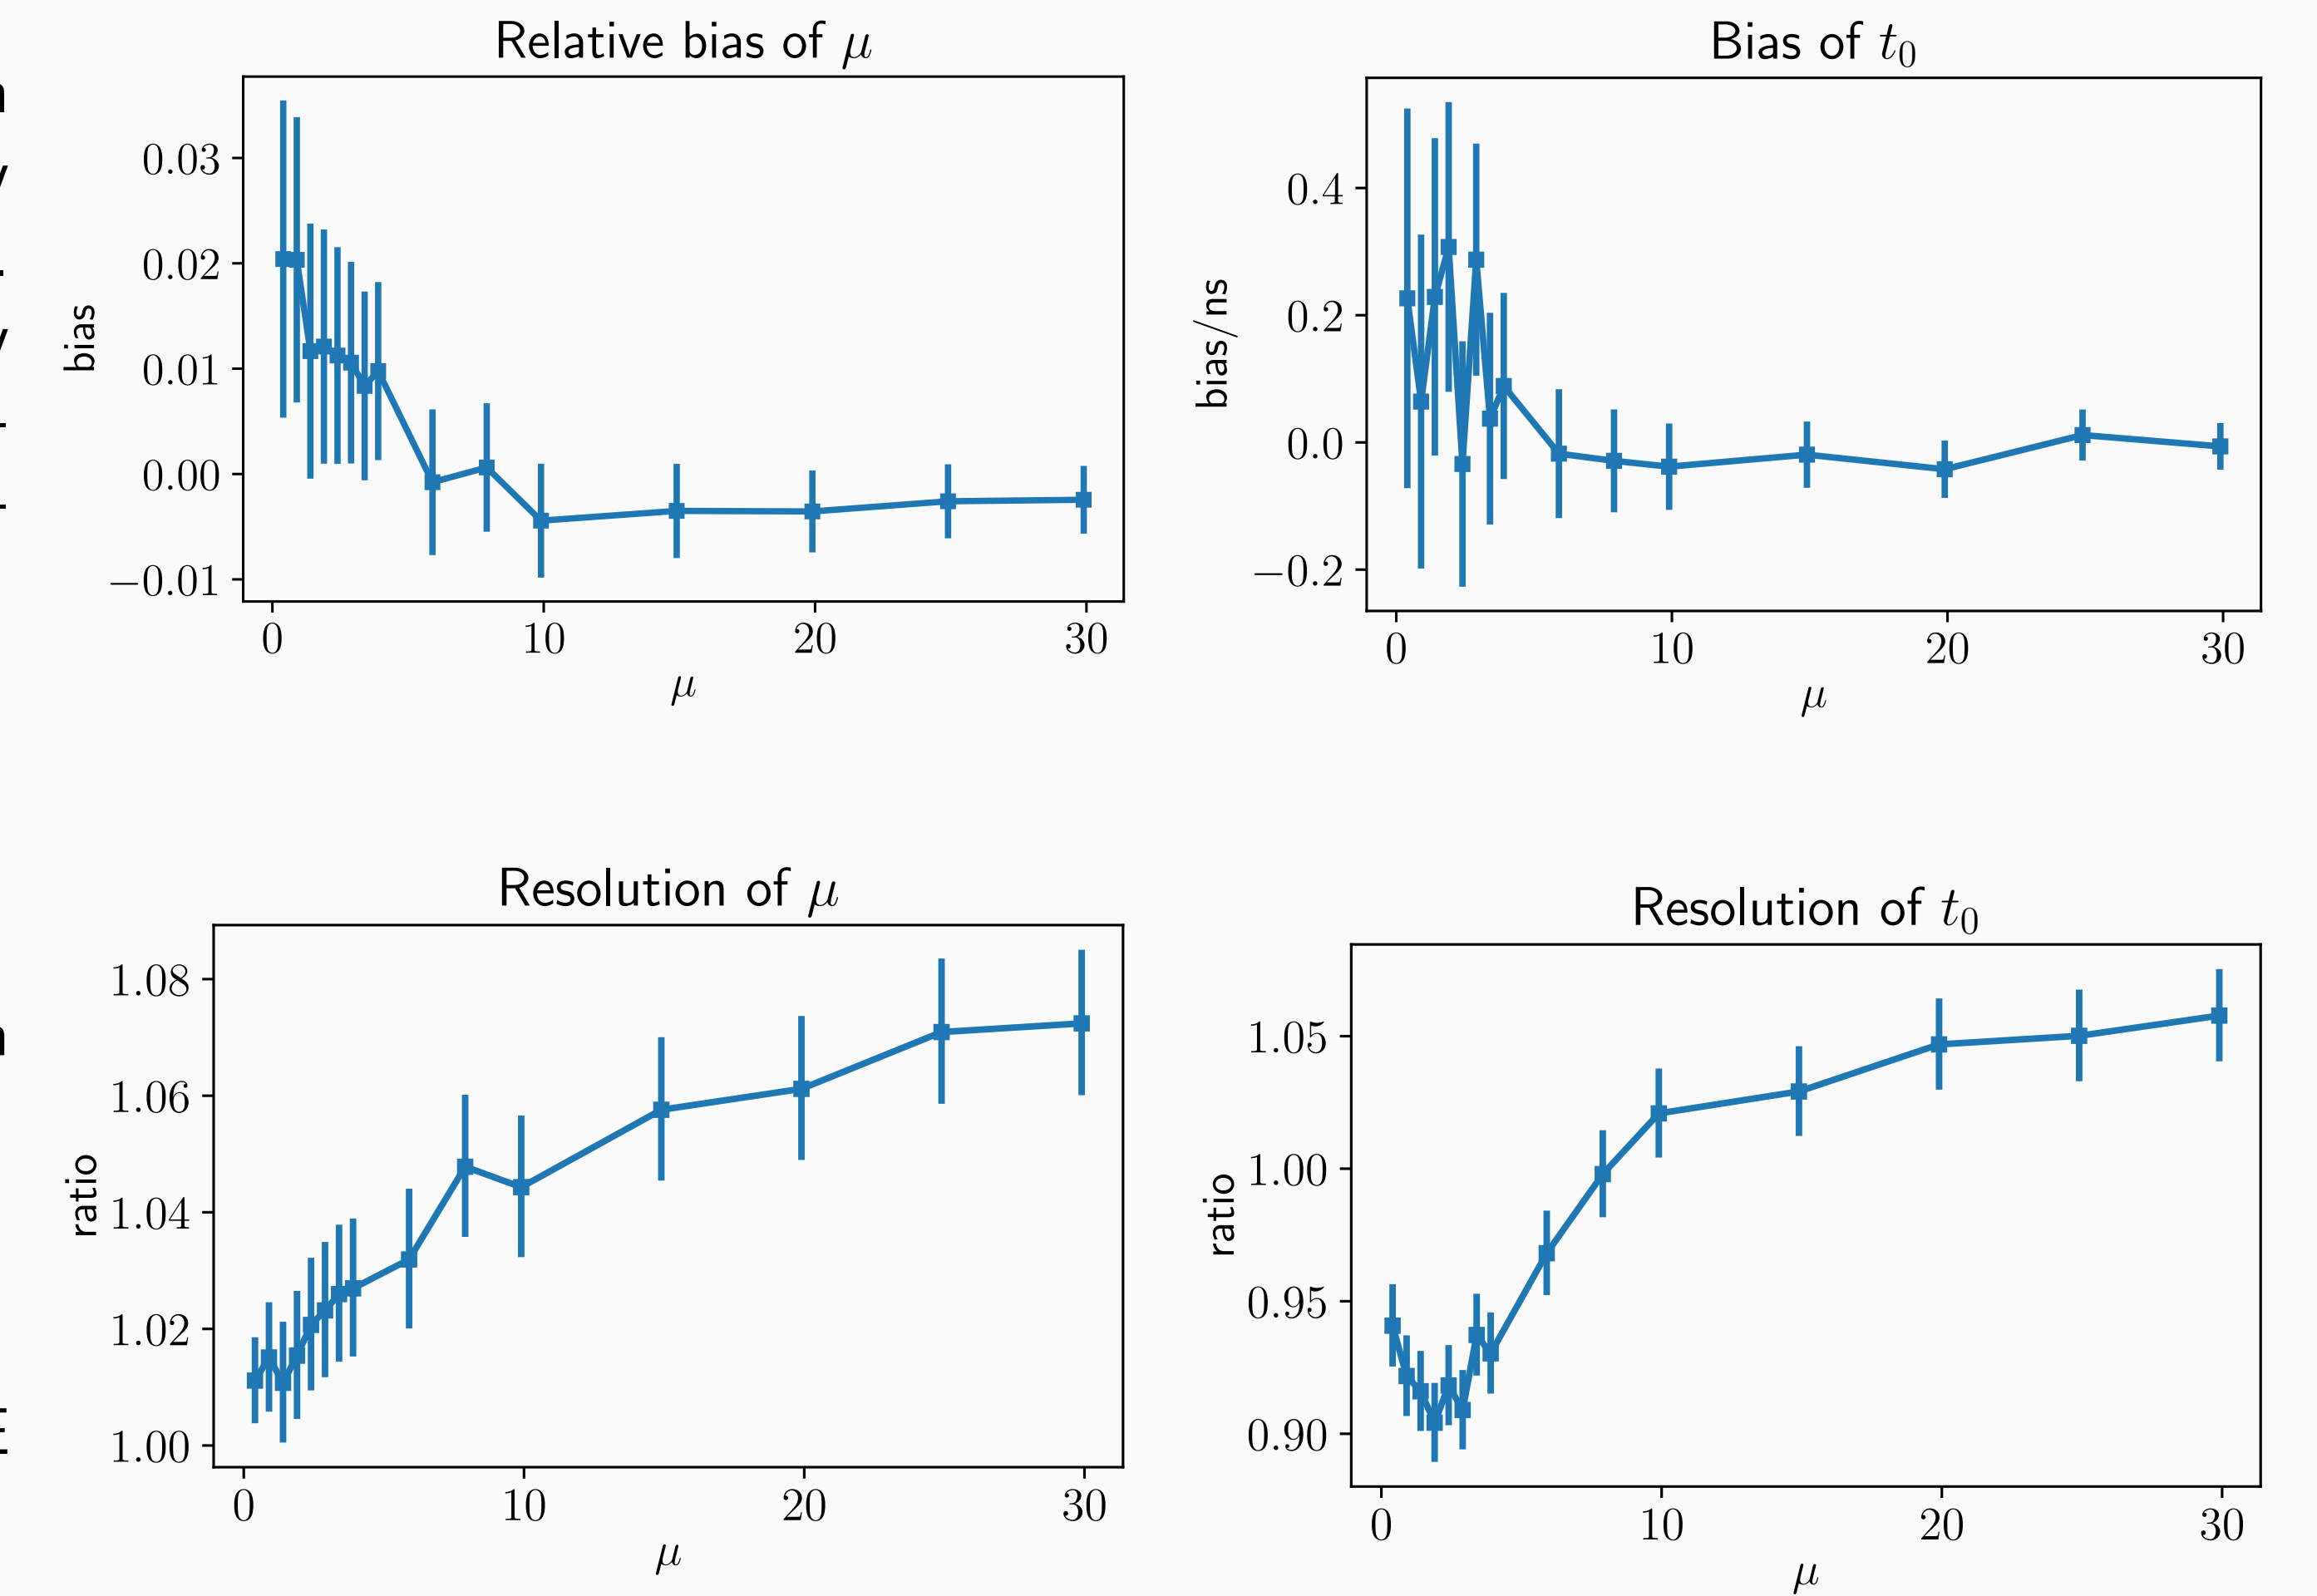 Relative bias of μ
bias
0.03
0.02
0.01
0.00
−0.01
0 10 20 30
μ
Bias of t₀
bias/ns
0.4
0.2
0.0
−0.2
0 10 20 30
μ
Resolution of μ
ratio
1.08
1.06
1.04
1.02
1.00
0 10 20 30
μ
Resolution of t₀
ratio
1.05
1.00
0.95
0.90
0 10 20 30
μ